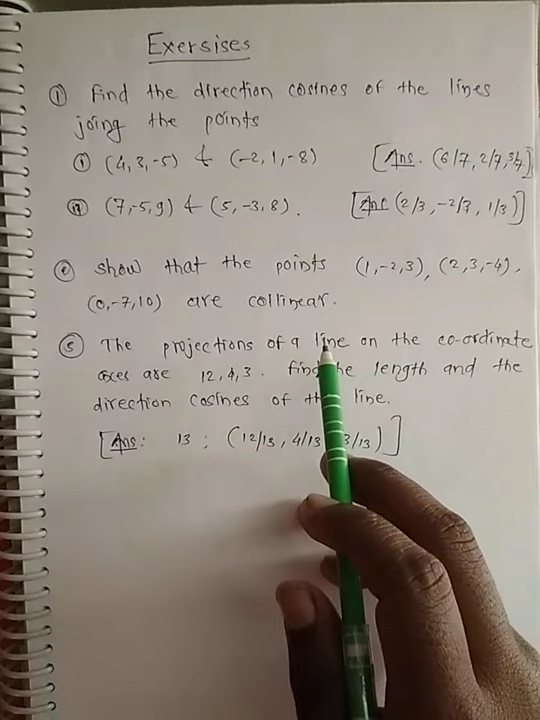 Exersises
① Find the direction cosines of the lines
joing the points
① (4,3,-5) & (-2,1,-8) [Ans. (6/7, 2/7, 3/7)]
② (7,-5,9) & (5,-3,8). [Ans (2/3, -2/3, 1/3)]
② show that the points (1,-2,3), (2,3,-4),
(0,-7,10) are collinear.
③ The projections of a line on the co-ordinate
axes are 12,4,3. Find the length and the
direction cosines of the line.
[Ans: 13 ; (12/13, 4/13 3/13)]